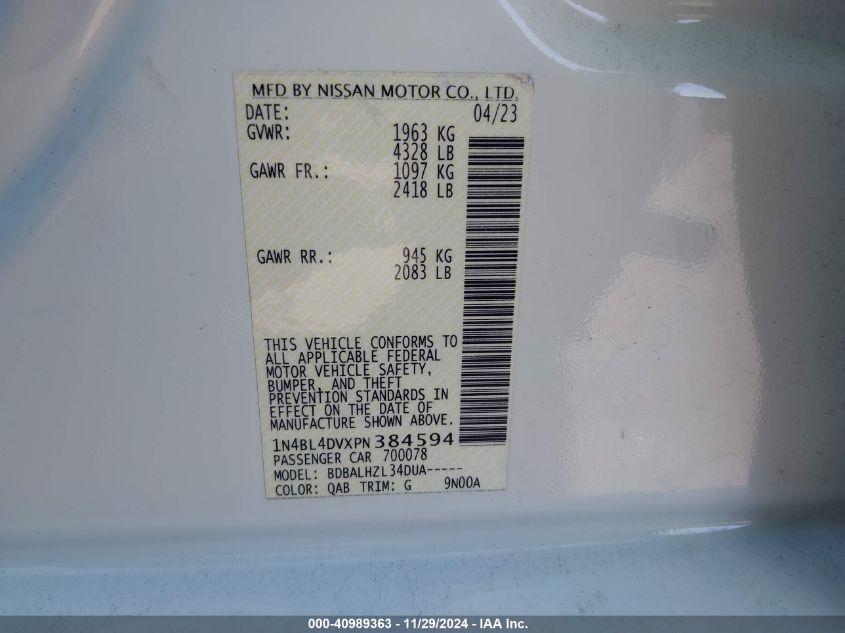 MFD BY NISSAN MOTOR CO., LTD.
DATE: 04/23
GVWR: 1963 KG
4328 LB
GAWR FR.: 1097 KG
2418 LB
GAWR RR.: 945 KG
2083 LB
THIS VEHICLE CONFORMS TO
ALL APPLICABLE FEDERAL
MOTOR VEHICLE SAFETY,
BUMPER, AND THEFT
PREVENTION STANDARDS IN
EFFECT ON THE DATE OF
MANUFACTURE SHOWN ABOVE.
1N4BL4DVXPN384594
PASSENGER CAR 700078
MODEL: BDBALHZL34DUA-----
COLOR: QAB TRIM: G 9N00A
000-40989363 - 11/29/2024 - IAA Inc.